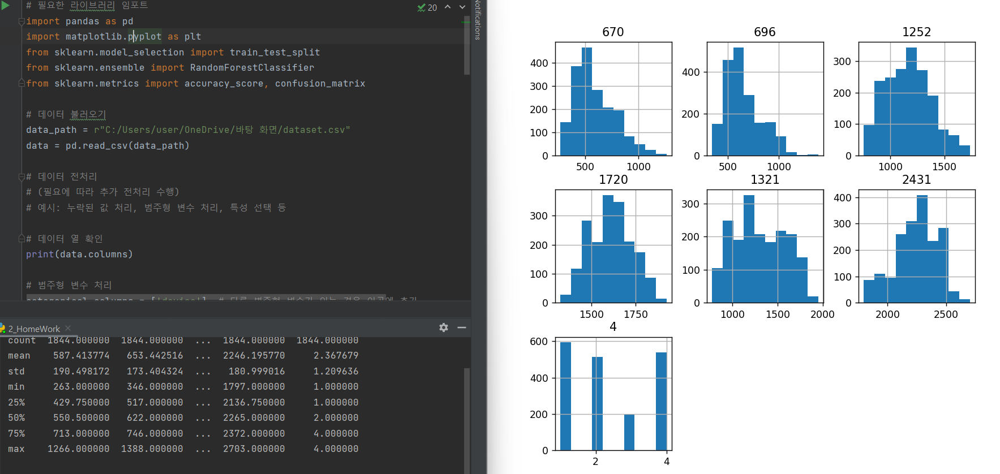 # 필요한 라이브러리 임포트
20
import pandas as pd
import matplotlib.pyplot as plt
from sklearn.model_selection import train_test_split
from sklearn.ensemble import RandomForestClassifier
from sklearn.metrics import accuracy_score, confusion_matrix
# 데이터 불러오기
data_path = r"C:/Users/user/OneDrive/바탕 화면/dataset.csv"
data = pd.read_csv(data_path)
# 데이터 전처리
# (필요에 따라 추가 전처리 수행)
# 예시: 누락된 값 처리, 범주형 변수 처리, 특성 선택 등
# 데이터 열 확인
print(data.columns)
# 범주형 변수 처리
Notifications
2_HomeWork
count 1844.000000 1844.000000 ... 1844.000000 1844.000000
mean 587.413774 653.442516 ... 2246.195770 2.367679
std 190.498172 173.404324 ... 180.999016 1.209636
min 263.000000 346.000000 ... 1797.000000 1.000000
25% 429.750000 517.000000 ... 2136.750000 1.000000
50% 550.500000 622.000000 ... 2265.000000 2.000000
75% 713.000000 746.000000 ... 2372.000000 4.000000
max 1266.000000 1388.000000 ... 2703.000000 4.000000
670
400
300
200
100
0
500 1000
696
400
200
0
500 1000
1252
300
200
100
0
1000 1500
1720
300
200
100
0
1500 1750
1321
300
200
100
0
1000 1500 2000
2431
400
300
200
100
0
2000 2500
4
600
400
200
0
2 4